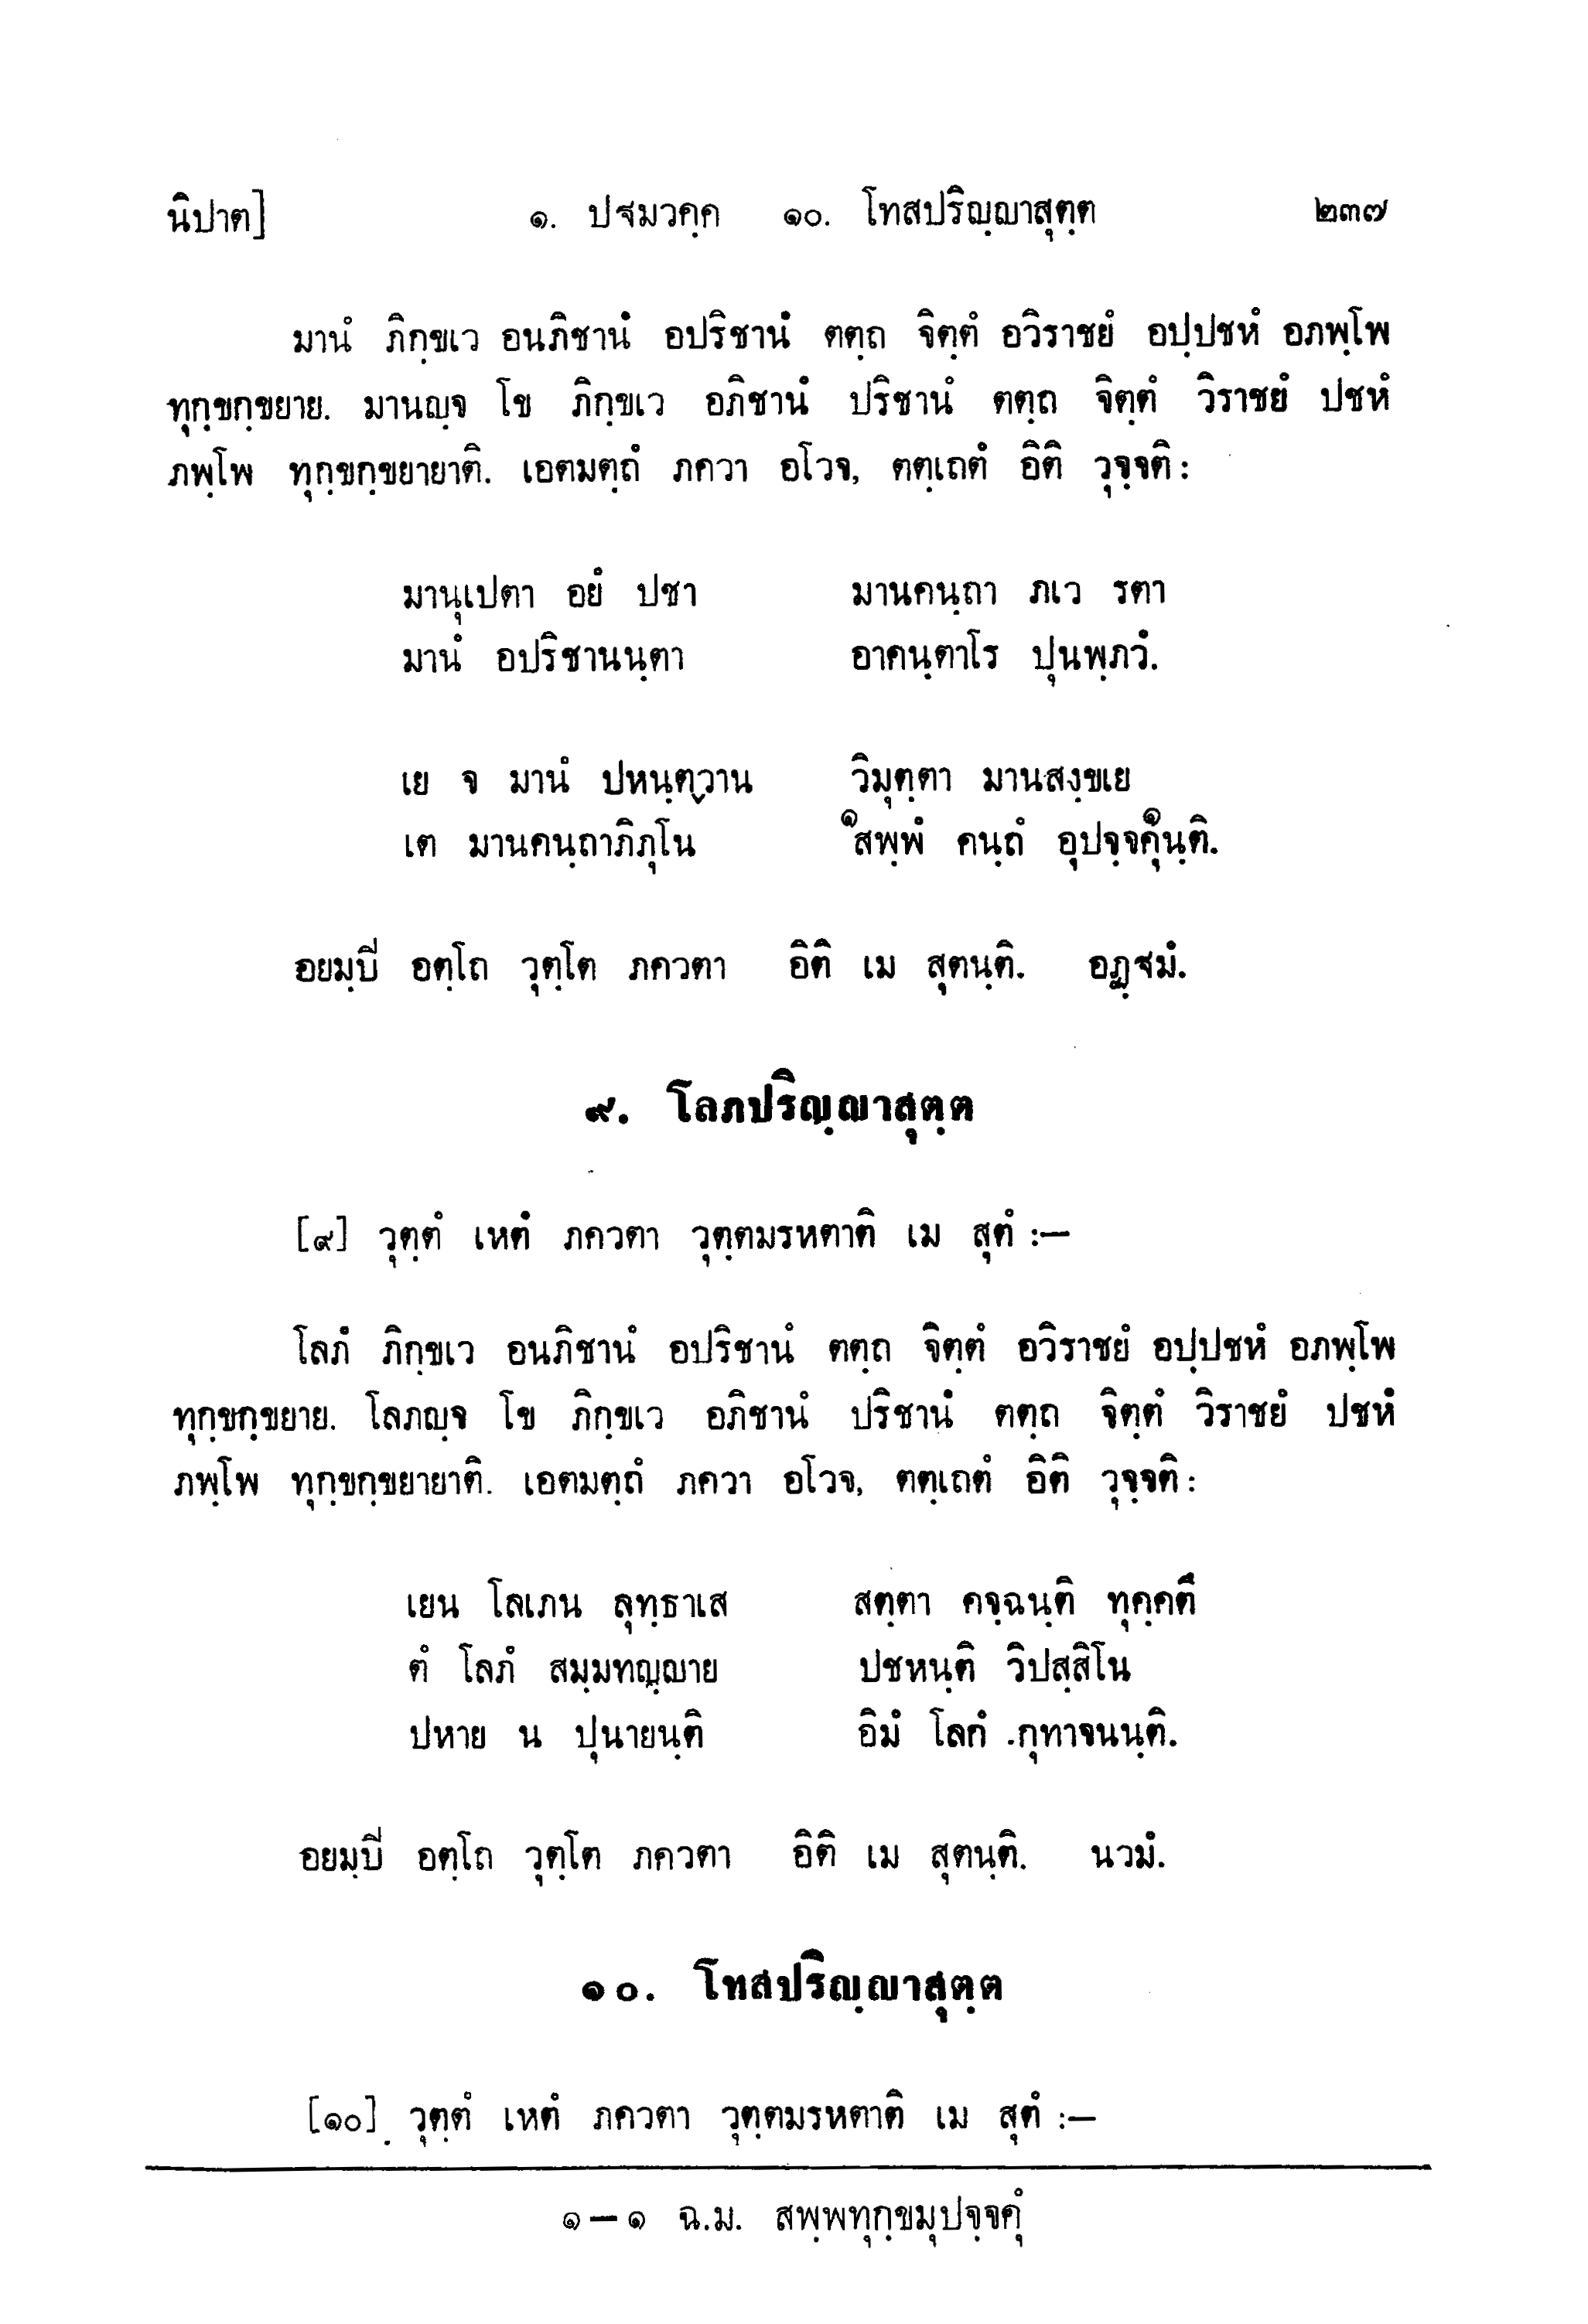 นิปาต] ๑. ปฐมวคฺค ๑๐. โทสปริญฺญาสุตฺต ๒๓๗
มานํ ภิกฺขเว อนภิชานํ อปริชานํ ตตฺถ จิตฺตํ อวิราชยํ อปฺปชหํ อภพฺโพ
ทุกฺขกฺขยาย. มานญฺจ โข ภิกฺขเว อภิชานํ ปริชานํ ตตฺถ จิตฺตํ วิราชยํ ปชหํ
ภพฺโพ ทุกฺขกฺขยายาติ. เอตมตฺถํ ภควา อโวจ, ตตฺเถตํ อิติ วุจฺจติ :
มานุเปตา อยํ ปชา มานคนฺถา ภเว รตา
มานํ อปริชานนฺตา อาคนฺตาโร ปุนพฺภวํ.
เย จ มานํ ปหนฺตฺวาน วิมุตฺตา มานสงฺขเย
เต มานคนฺถาภิภุโน ๑สพฺพํ คนฺถํ อุปจฺจคุํ๑นฺติ.
อยมฺปิ อตฺโถ วุตฺโต ภควตา อิติ เม สุตนฺติ. อฏฺฐมํ.
๙. โลภปริญฺญาสุตฺต
[๙] วุตฺตํ เหตํ ภควตา วุตฺตมรหตาติ เม สุตํ :—
โลภํ ภิกฺขเว อนภิชานํ อปริชานํ ตตฺถ จิตฺตํ อวิราชยํ อปฺปชหํ อภพฺโพ
ทุกฺขกฺขยาย. โลภญฺจ โข ภิกฺขเว อภิชานํ ปริชานํ ตตฺถ จิตฺตํ วิราชยํ ปชหํ
ภพฺโพ ทุกฺขกฺขยายาติ. เอตมตฺถํ ภควา อโวจ, ตตฺเถตํ อิติ วุจฺจติ :
เยน โลเภน ลุทฺธาเส สตฺตา คจฺฉนฺติ ทุคฺคตึ
ตํ โลภํ สมฺมทญฺญาย ปชหนฺติ วิปสฺสิโน
ปหาย น ปุนายนฺติ อิมํ โลกํ กุทาจนนฺติ.
อยมฺปิ อตฺโถ วุตฺโต ภควตา อิติ เม สุตนฺติ. นวมํ.
๑๐. โทสปริญฺญาสุตฺต
[๑๐] วุตฺตํ เหตํ ภควตา วุตฺตมรหตาติ เม สุตํ :—
๑—๑ ฉ.ม. สพฺพทุกฺขมุปจฺจคุํ